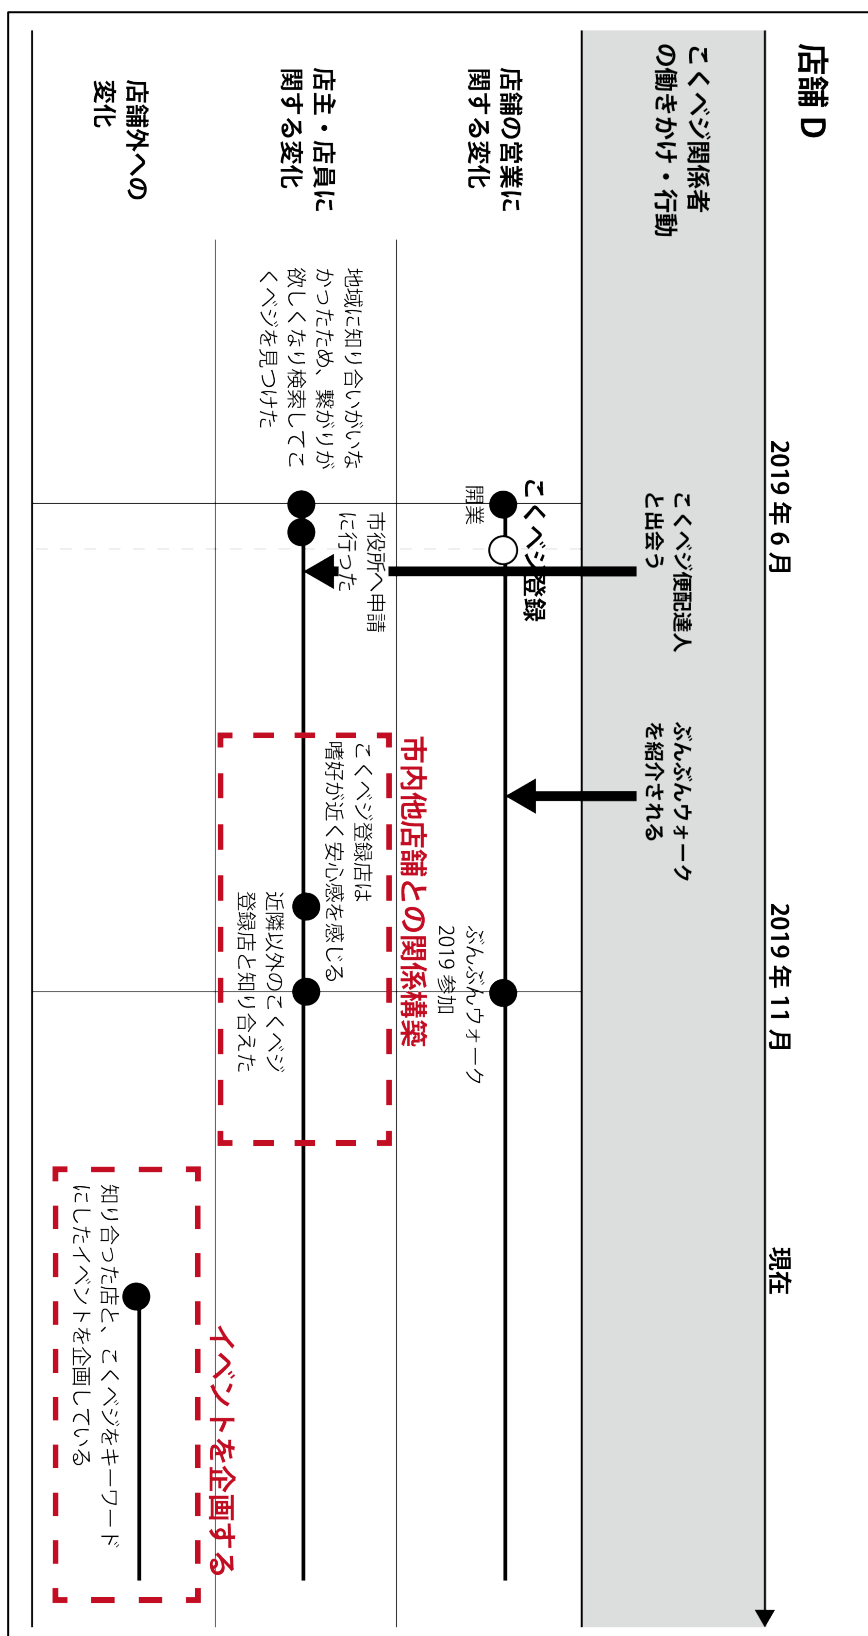 店舗 D
2019 年 6 月
2019 年 11 月
現在
こくベジ関係者
の働きかけ・行動
こくベジ便配達人
と出会う
ぶんぶんウォーク
を紹介される
店舗の営業に
関する変化
こくベジ登録
開業
ぶんぶんウォーク
2019 参加
店主・店員に
関する変化
地域に知り合いがいな
かったため、繋がりが
欲しくなり検索してこ
くベジを見つけた
市役所へ申請
に行った
市内他店舗との関係構築
こくベジ登録店は
嗜好が近く安心感を感じる
近隣以外のこくベジ
登録店と知り合えた
店舗外への
変化
イベントを企画する
知り合った店と、こくベジをキーワード
にしたイベントを企画している